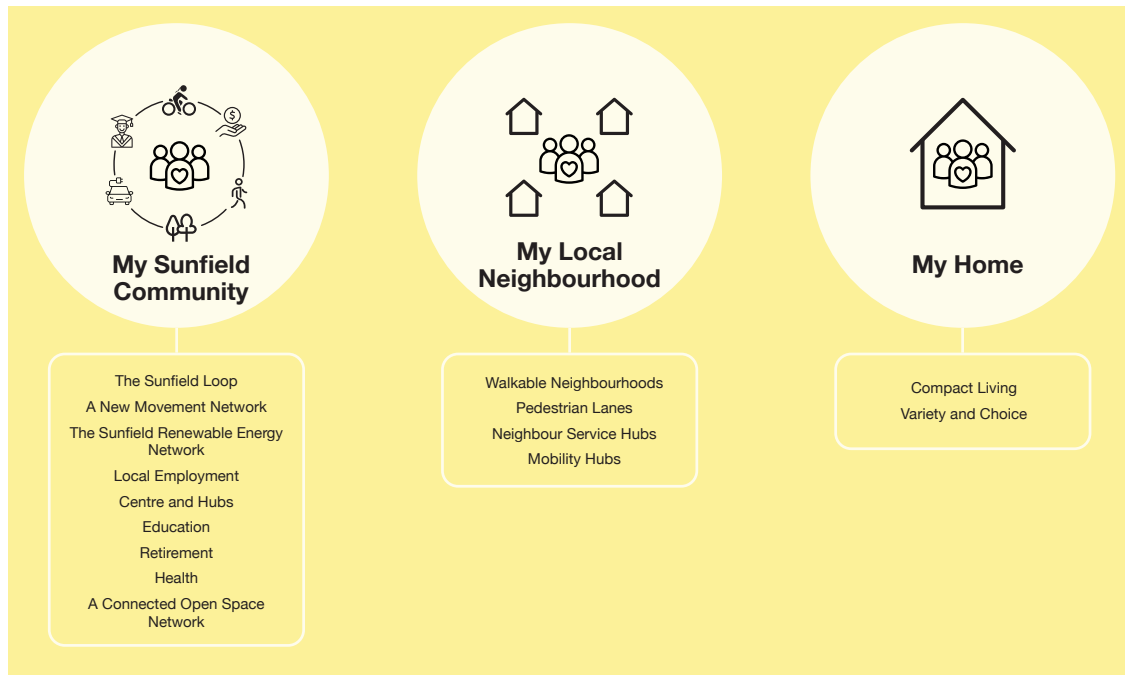 $
My Sunfield
Community
The Sunfield Loop
A New Movement Network
The Sunfield Renewable Energy
Network
Local Employment
Centre and Hubs
Education
Retirement
Health
A Connected Open Space
Network
My Local
Neighbourhood
Walkable Neighbourhoods
Pedestrian Lanes
Neighbour Service Hubs
Mobility Hubs
My Home
Compact Living
Variety and Choice